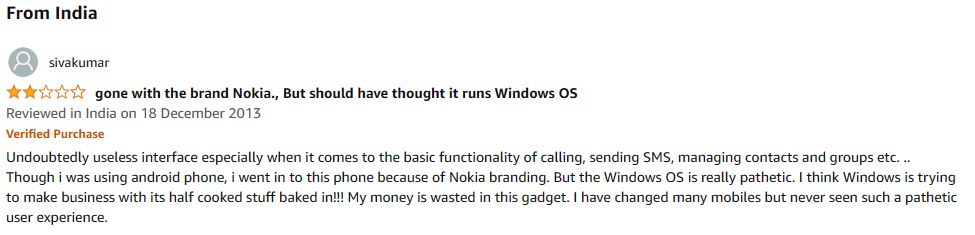 From India
sivakumar
gone with the brand Nokia., But should have thought it runs Windows OS
Reviewed in India on 18 December 2013
Verified Purchase
Undoubtedly useless interface especially when it comes to the basic functionality of calling, sending SMS, managing contacts and groups etc. ..
Though i was using android phone, i went in to this phone because of Nokia branding. But the Windows OS is really pathetic. I think Windows is trying
to make business with its half cooked stuff baked in!!! My money is wasted in this gadget. I have changed many mobiles but never seen such a pathetic
user experience.